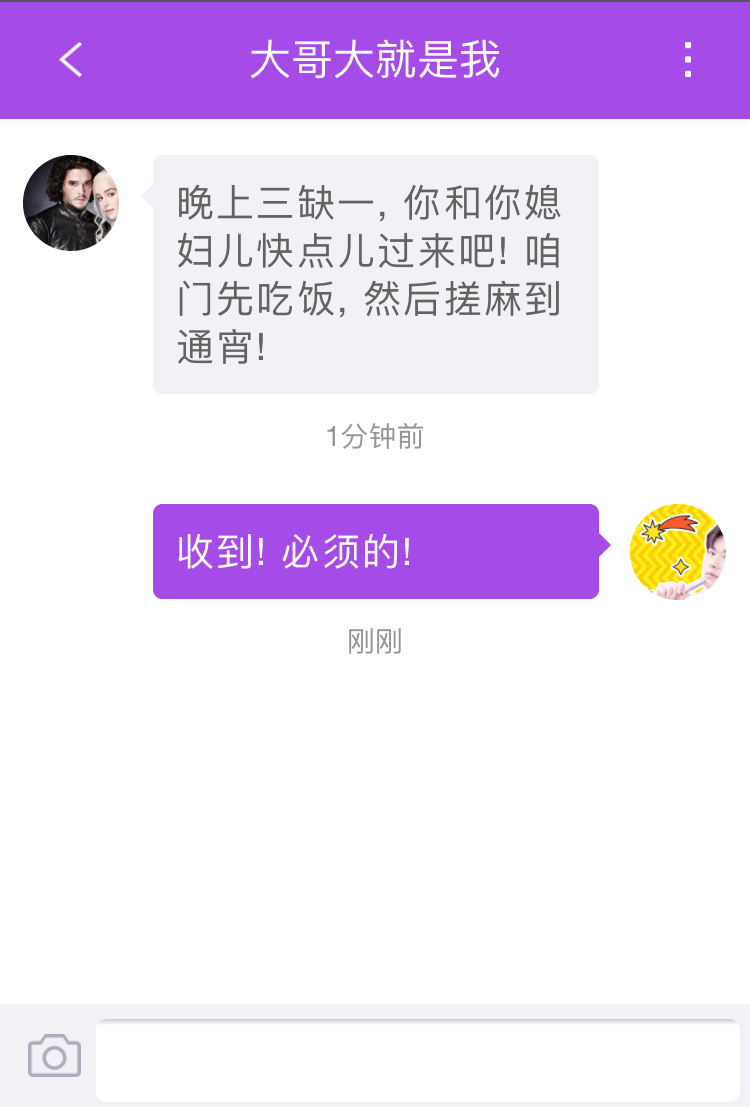 大哥大就是我
晚上三缺一, 你和你媳
妇儿快点儿过来吧! 咱
门先吃饭, 然后搓麻到
通宵!
1分钟前
收到! 必须的!
刚刚